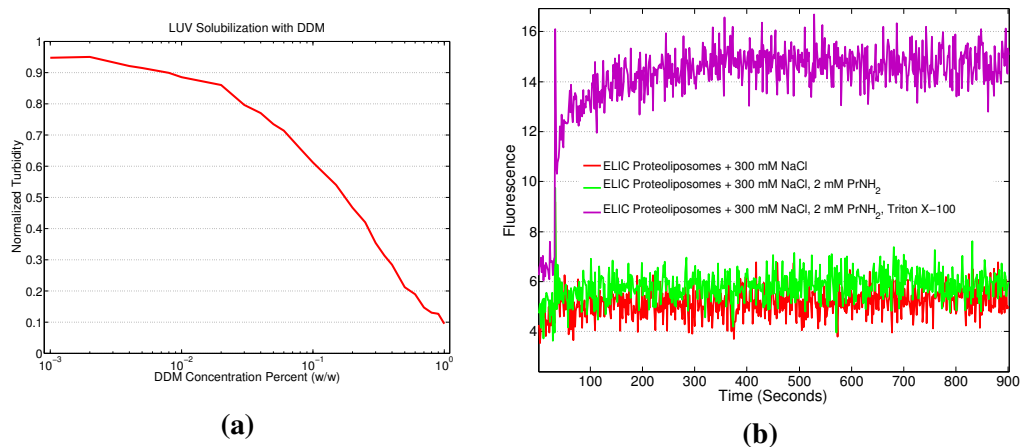 LUV Solubilization with DDM
Normalized Turbidity
1
0.9
0.8
0.7
0.6
0.5
0.4
0.3
0.2
0.1
0
10⁻³ 10⁻² 10⁻¹ 10⁰
DDM Concentration Percent (w/w)
(a)
Fluorescence
16
14
12
10
8
6
4
ELIC Proteoliposomes + 300 mM NaCl
ELIC Proteoliposomes + 300 mM NaCl, 2 mM PrNH₂
ELIC Proteoliposomes + 300 mM NaCl, 2 mM PrNH₂, Triton X−100
100 200 300 400 500 600 700 800 900
Time (Seconds)
(b)